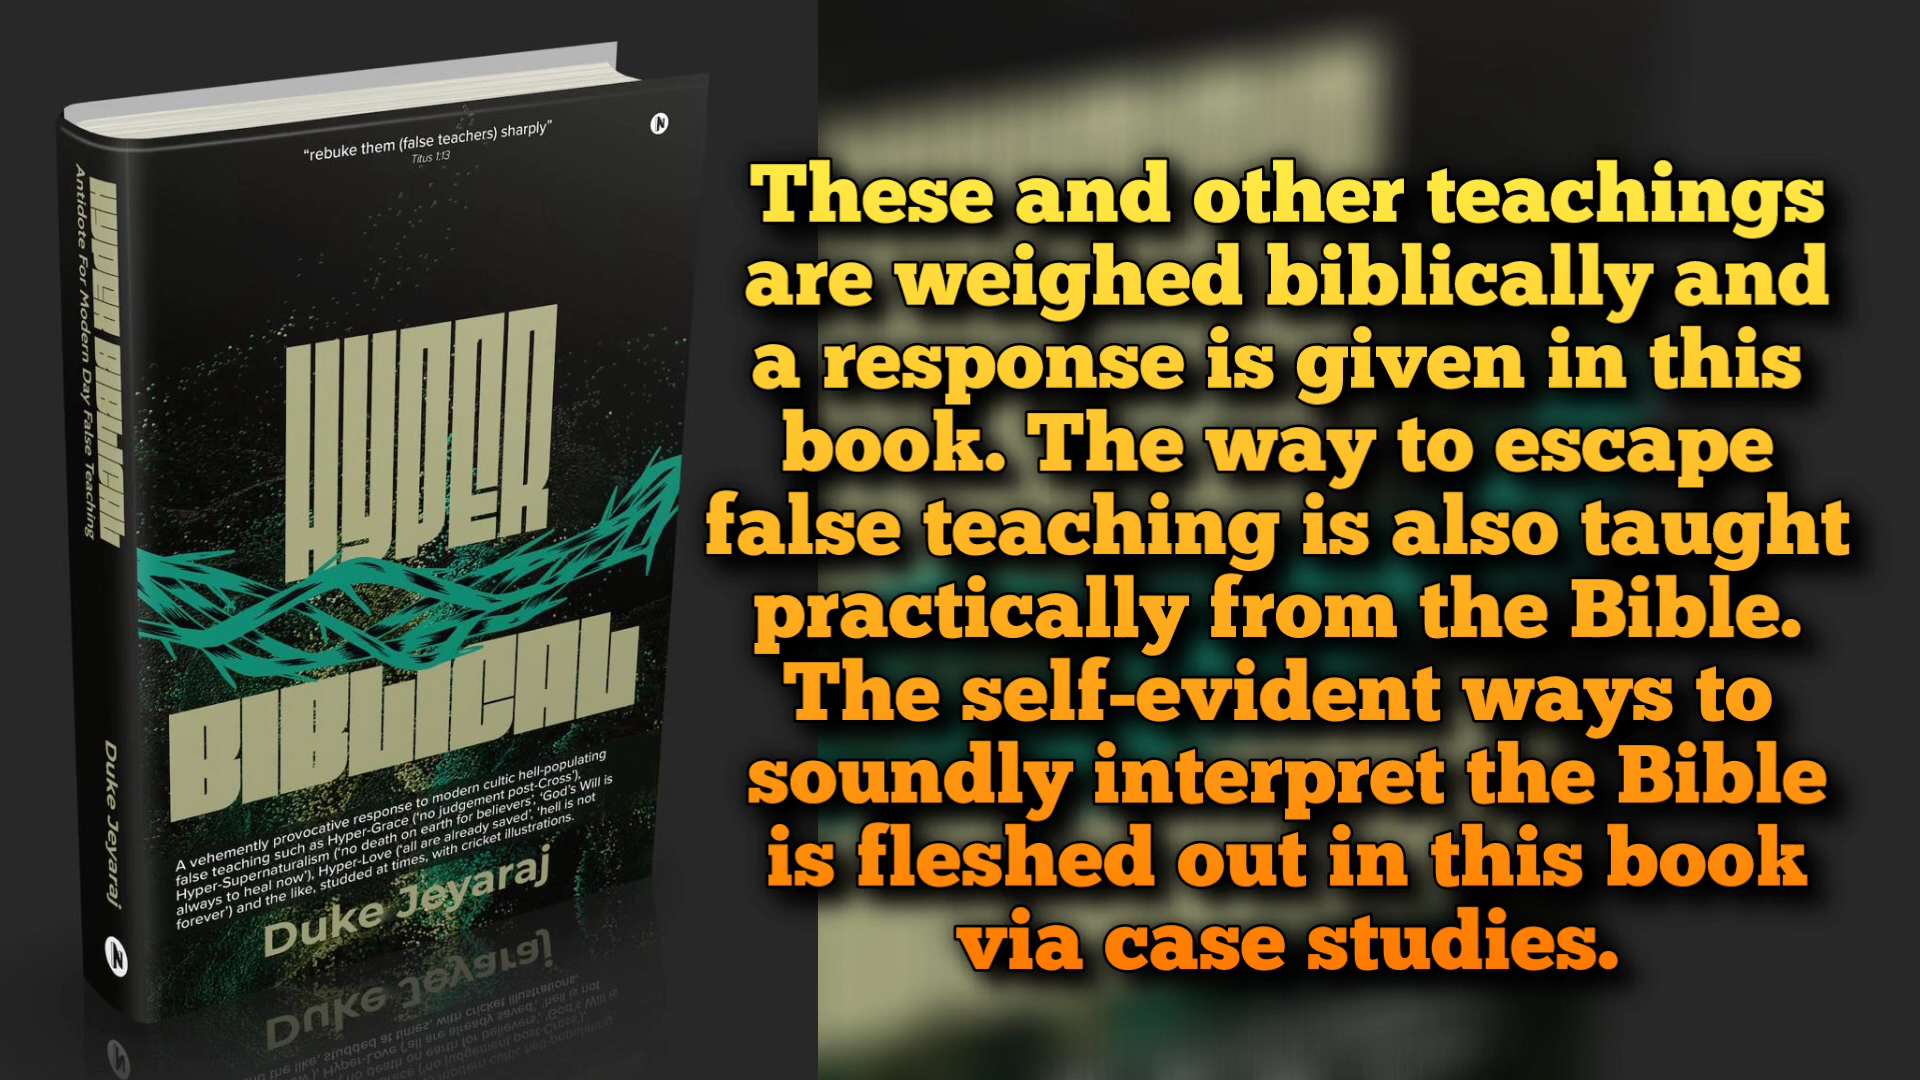 "rebuke them (false teachers) sharply"
Titus 1:13
HYPER
BIBLICAL
A vehemently provocative response to modern cultic hell-populating
false teaching such as Hyper-Grace ('no judgement post-Cross'),
Hyper-Supernaturalism ('no death on earth for believers', 'God's Will is
always to heal now'), Hyper-Love ('all are already saved', 'hell is not
forever') and the like, studded at times, with cricket illustrations.
Duke Jeyaraj
HYPER BIBLICAL
Antidote For Modern Day False Teaching
Duke Jeyaraj
N
N
These and other teachings
are weighed biblically and
a response is given in this
book. The way to escape
false teaching is also taught
practically from the Bible.
The self-evident ways to
soundly interpret the Bible
is fleshed out in this book
via case studies.